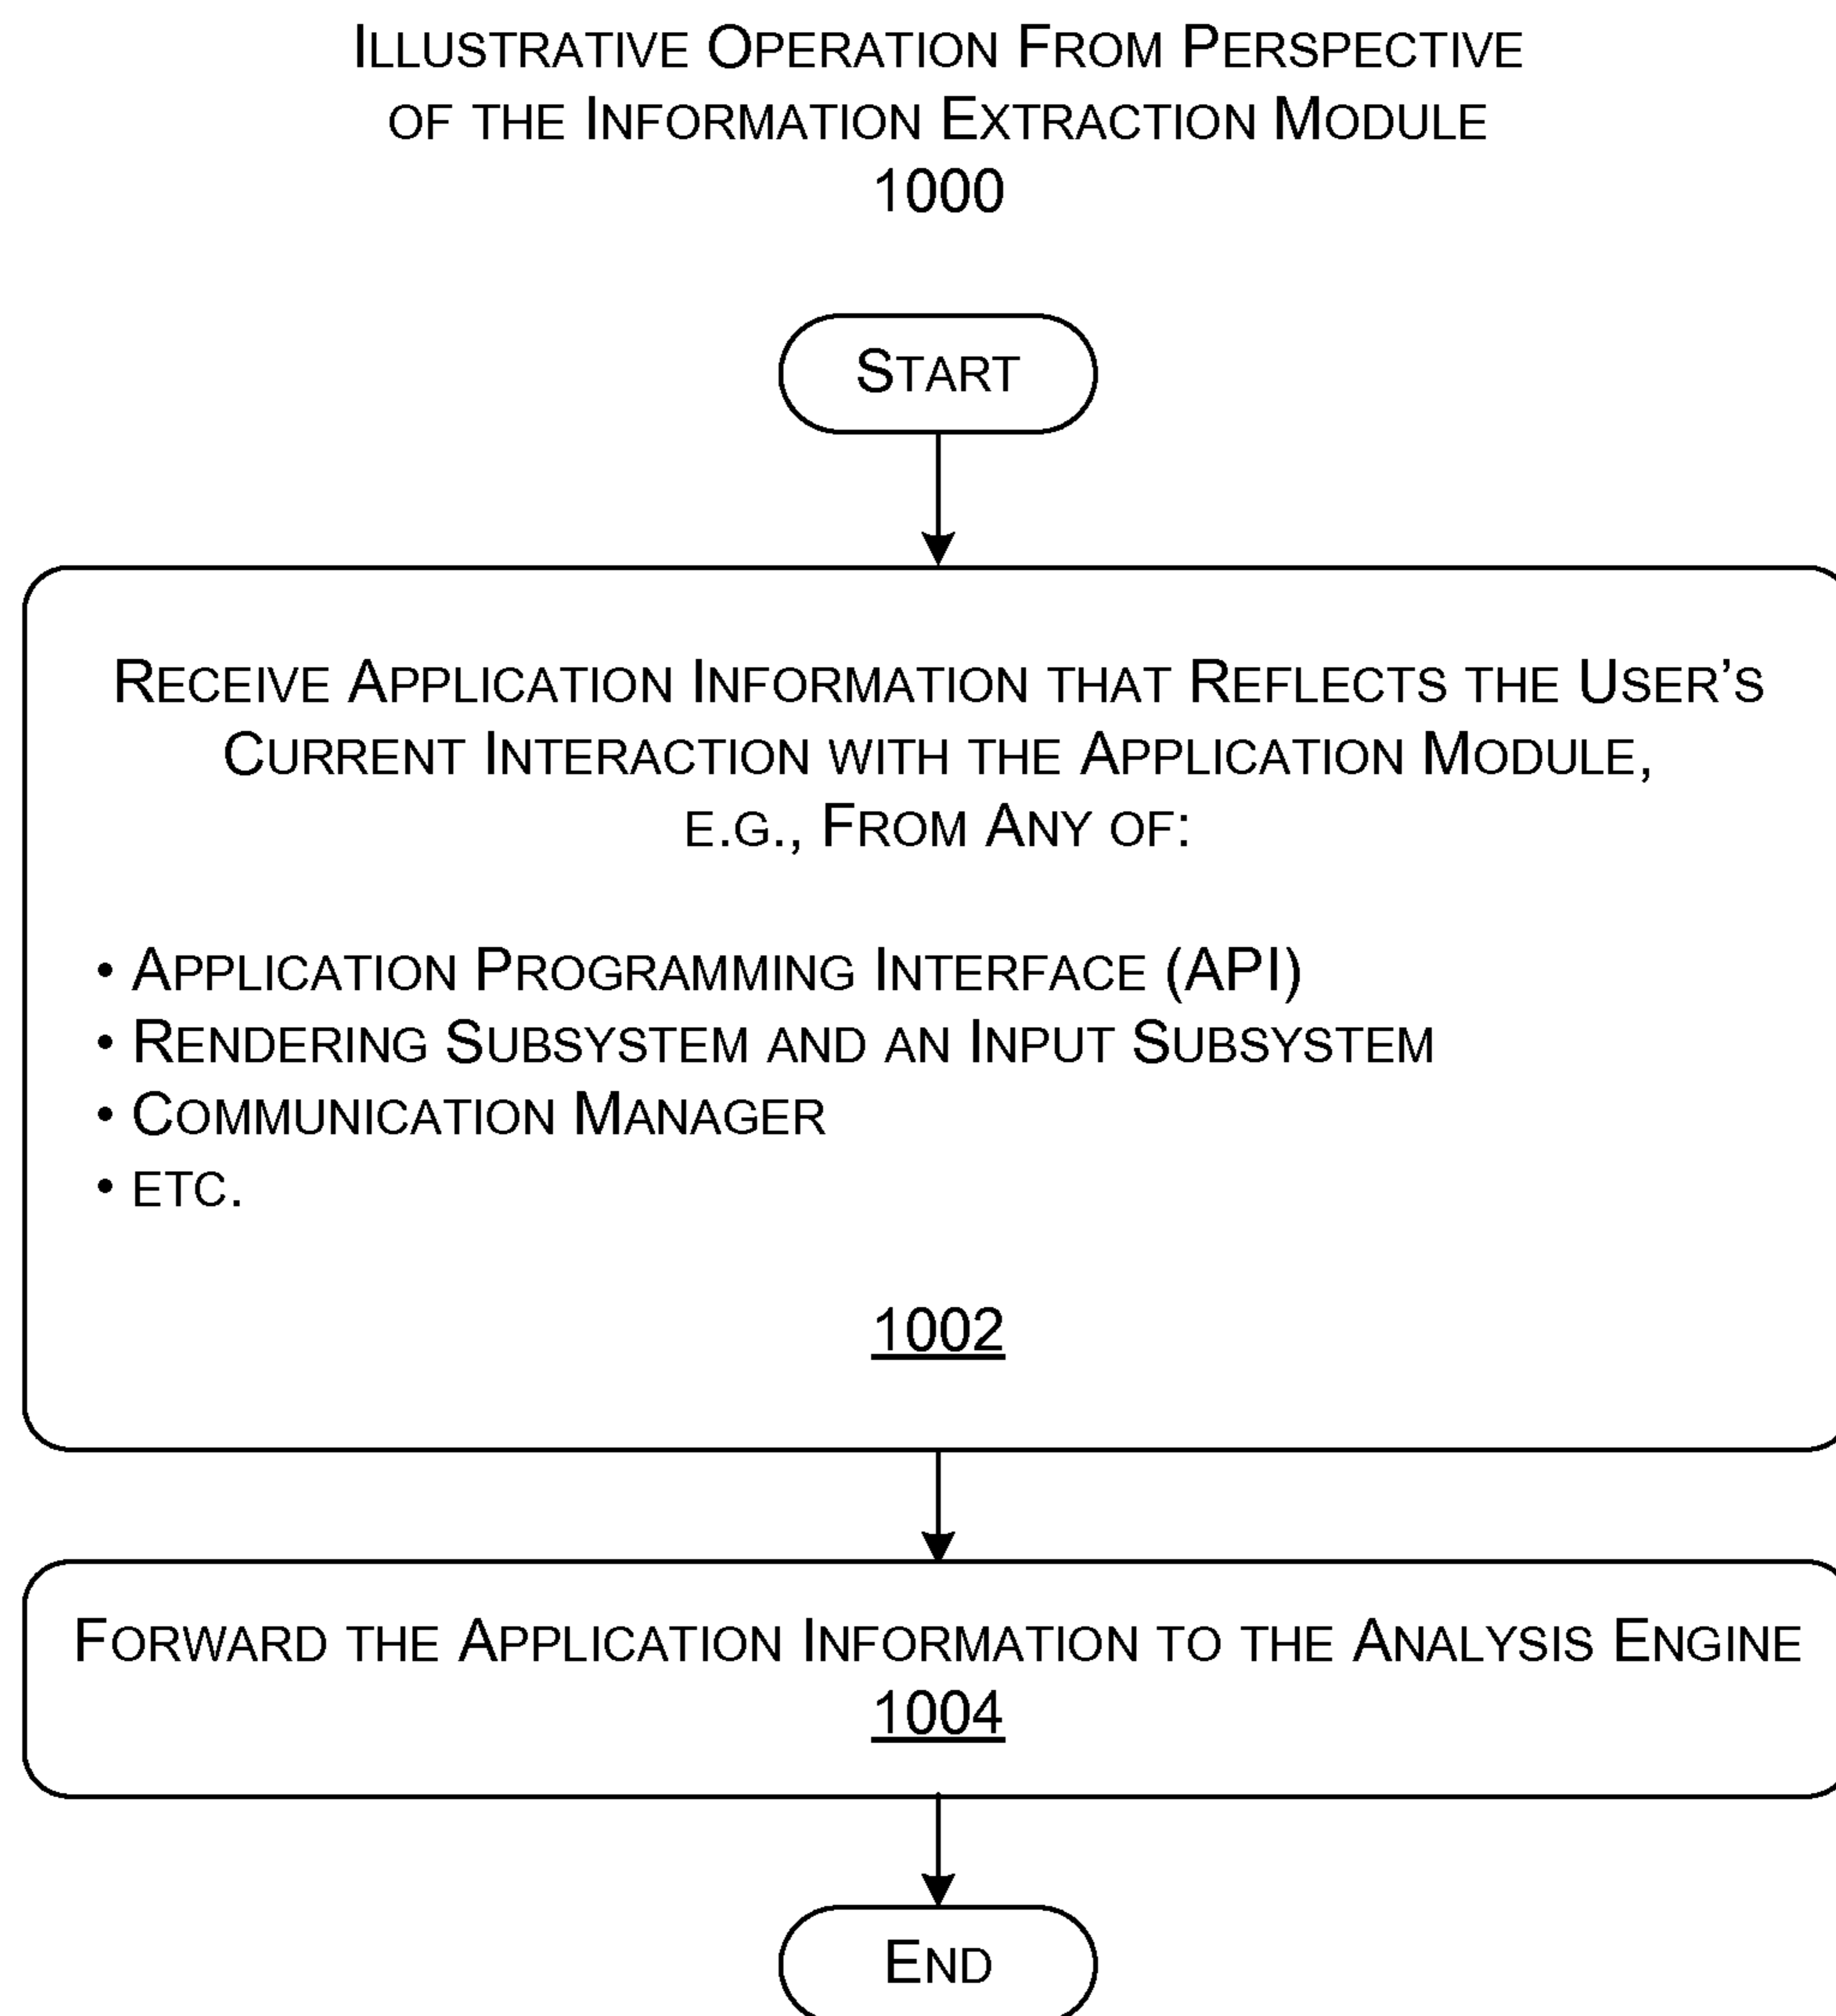 Illustrative Operation From Perspective
of the Information Extraction Module
1000
Start
Receive Application Information that Reflects the User’s
Current Interaction with the Application Module,
e.g., From Any of:
• Application Programming Interface (API)
• Rendering Subsystem and an Input Subsystem
• Communication Manager
• etc.
1002
Forward the Application Information to the Analysis Engine
1004
End